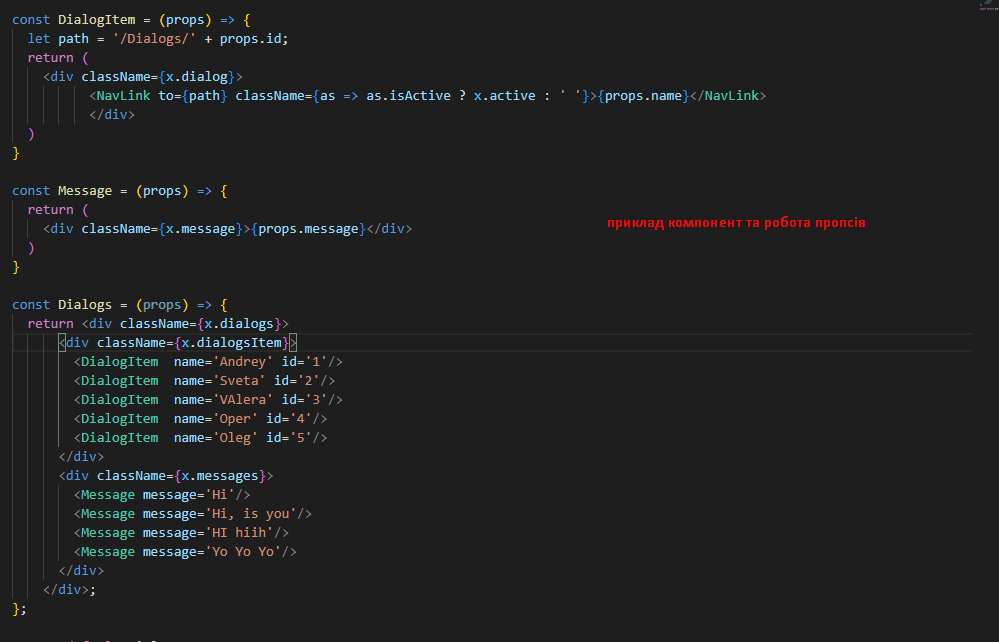 const DialogItem = (props) => {
let path = '/Dialogs/' + props.id;
return (
<div className={x.dialog}>
<NavLink to={path} className={as => as.isActive ? x.active : ' '}>{props.name}</NavLink>
</div>
)
}
const Message = (props) => {
return (
<div className={x.message}>{props.message}</div>
приклад компонент та робота пропсів
)
}
const Dialogs = (props) => {
return <div className={x.dialogs}>
<div className={x.dialogsItem}>
<DialogItem name='Andrey' id='1'/>
<DialogItem name='Sveta' id='2'/>
<DialogItem name='VAlera' id='3'/>
<DialogItem name='Oper' id='4'/>
<DialogItem name='Oleg' id='5'/>
</div>
<div className={x.messages}>
<Message message='Hi'/>
<Message message='Hi, is you'/>
<Message message='HI hiih'/>
<Message message='Yo Yo Yo'/>
</div>
</div>;
};